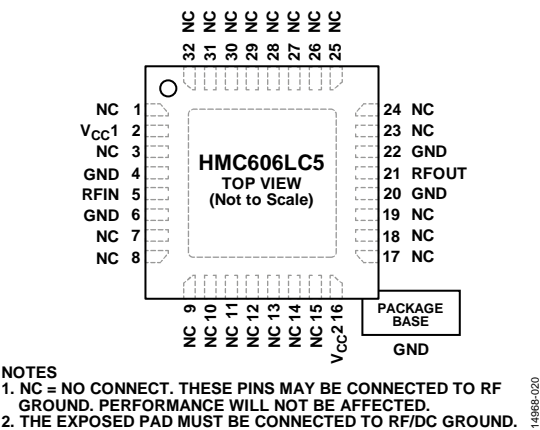 32 NC
31 NC
30 NC
29 NC
28 NC
27 NC
26 NC
25 NC
NC 1
VCC1 2
NC 3
GND 4
RFIN 5
GND 6
NC 7
NC 8
HMC606LC5
TOP VIEW
(Not to Scale)
24 NC
23 NC
22 GND
21 RFOUT
20 GND
19 NC
18 NC
17 NC
NC 9
NC 10
NC 11
NC 12
NC 13
NC 14
NC 15
VCC2 16
PACKAGE
BASE
GND
NOTES
1. NC = NO CONNECT. THESE PINS MAY BE CONNECTED TO RF
GROUND. PERFORMANCE WILL NOT BE AFFECTED.
2. THE EXPOSED PAD MUST BE CONNECTED TO RF/DC GROUND.
14968-020